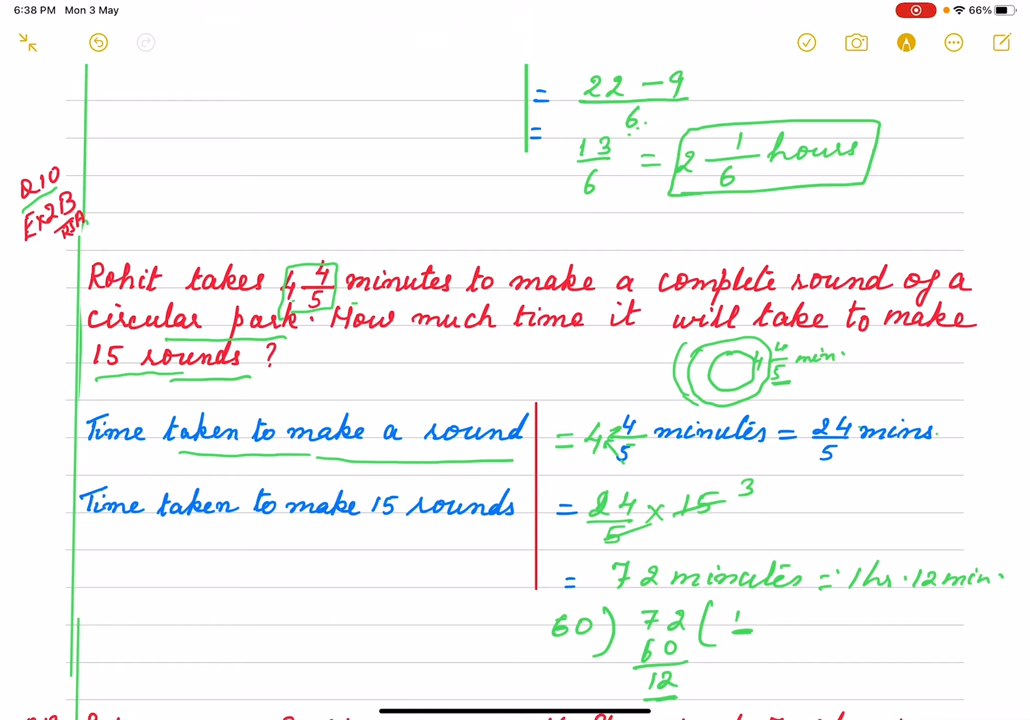 6:38 PM Mon 3 May
66%
= 22 - 9 / 6
= 13/6 = 2 1/6 hours
Q10
Ex2B
RSA
Rohit takes 4 4/5 minutes to make a complete round of a
circular park. How much time it will take to make
15 rounds ?
4 4/5 min.
Time taken to make a round = 4 4/5 minutes = 24/5 mins.
Time taken to make 15 rounds = 24/5 × 15 3
= 72 minutes = 1hr. 12 min.
60 ) 72 ( 1
60
12